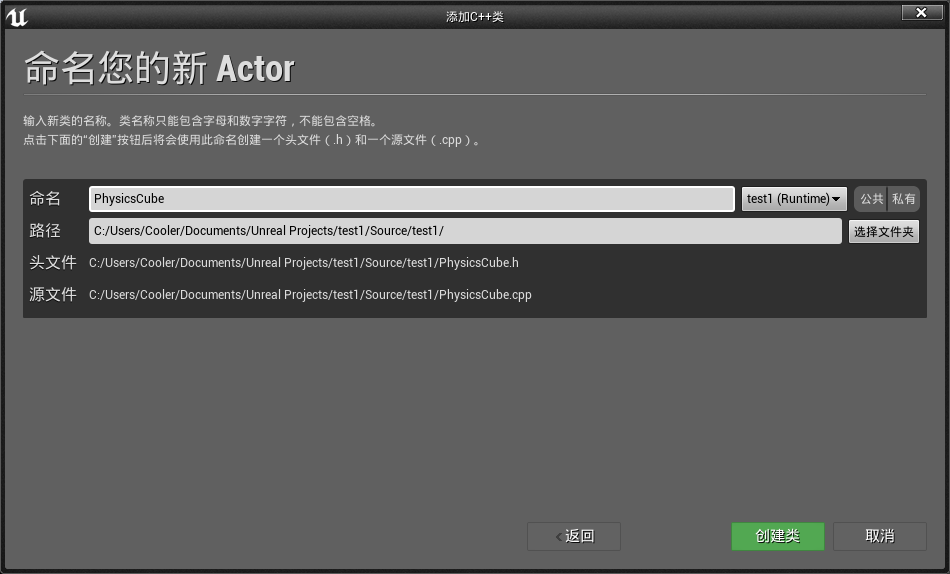 添加C++类
命名您的新 Actor
输入新类的名称。类名称只能包含字母和数字字符，不能包含空格。
点击下面的“创建”按钮后将会使用此命名创建一个头文件（.h）和一个源文件（.cpp）。
命名 PhysicsCube test1 (Runtime) 公共 私有
路径 C:/Users/Cooler/Documents/Unreal Projects/test1/Source/test1/ 选择文件夹
头文件 C:/Users/Cooler/Documents/Unreal Projects/test1/Source/test1/PhysicsCube.h
源文件 C:/Users/Cooler/Documents/Unreal Projects/test1/Source/test1/PhysicsCube.cpp
返回 创建类 取消